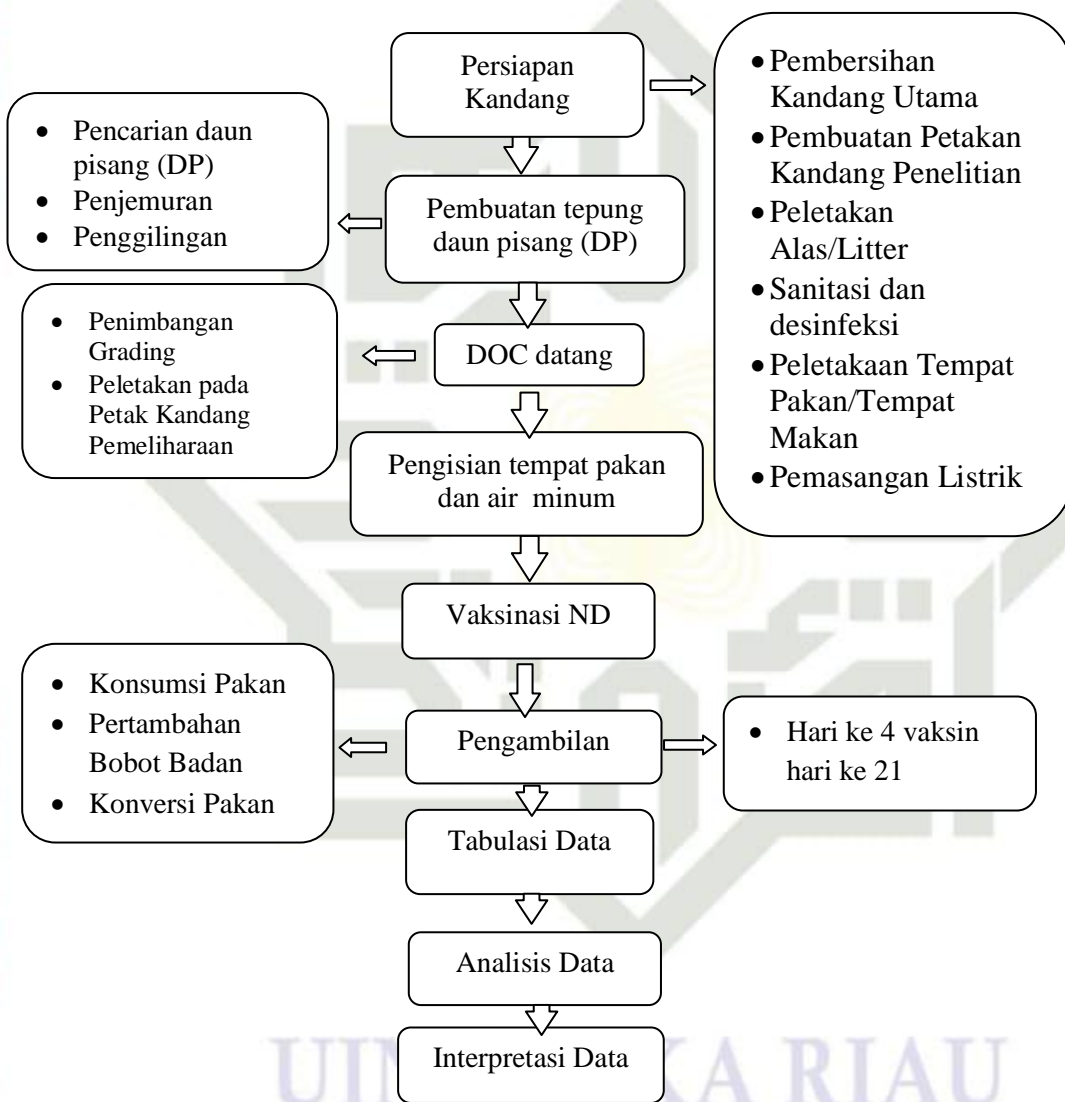 Persiapan
Kandang
• Pembersihan
Kandang Utama
• Pembuatan Petakan
Kandang Penelitian
• Peletakan
Alas/Litter
• Sanitasi dan
desinfeksi
• Peletakaan Tempat
Pakan/Tempat
Makan
• Pemasangan Listrik
• Pencarian daun
pisang (DP)
• Penjemuran
• Penggilingan
Pembuatan tepung
daun pisang (DP)
• Penimbangan
Grading
• Peletakan pada
Petak Kandang
Pemeliharaan
DOC datang
Pengisian tempat pakan
dan air minum
Vaksinasi ND
• Konsumsi Pakan
• Pertambahan
Bobot Badan
• Konversi Pakan
Pengambilan
• Hari ke 4 vaksin
hari ke 21
Tabulasi Data
Analisis Data
Interpretasi Data
UIN KA RIAU